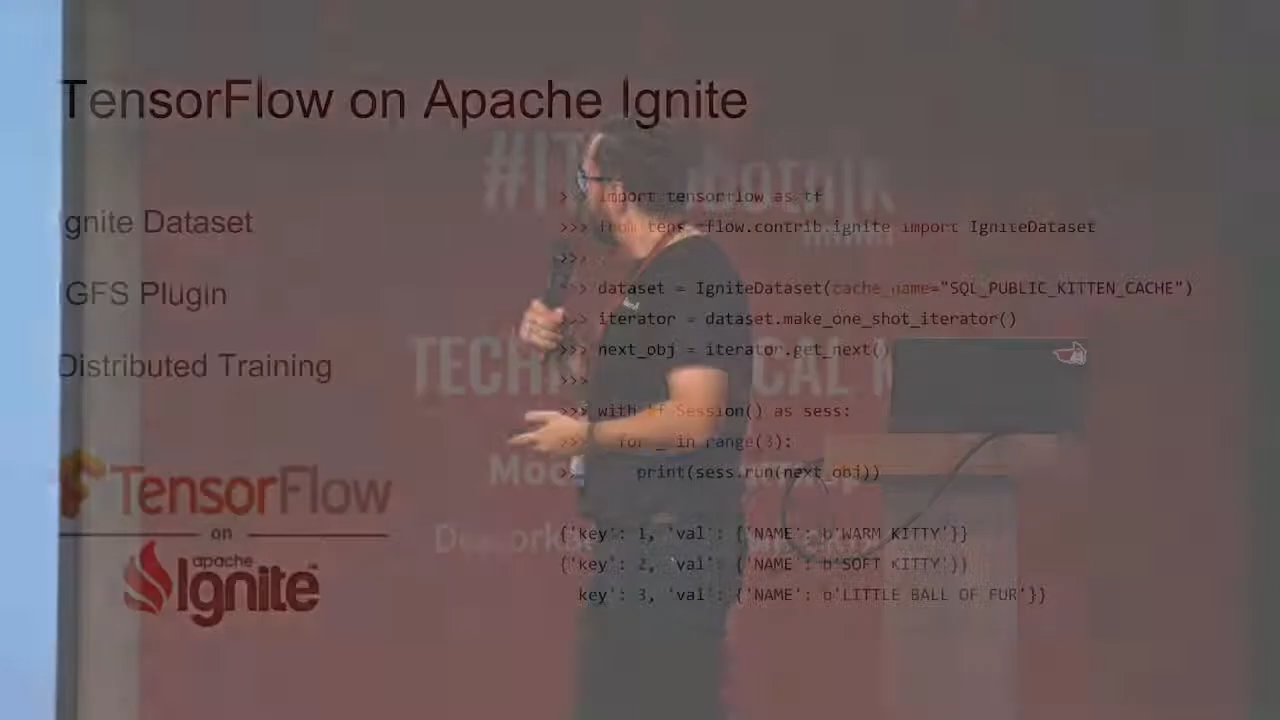 TensorFlow on Apache Ignite
gnite Dataset
GFS Plugin
Distributed Training
TensorFlow
on
apache
Ignite
>>> import tensorflow as tf
>>> from tensorflow.contrib.ignite import IgniteDataset
>>>
>>> dataset = IgniteDataset(cache_name="SQL_PUBLIC_KITTEN_CACHE")
>>> iterator = dataset.make_one_shot_iterator()
>>> next_obj = iterator.get_next()
>>>
>>> with tf.Session() as sess:
>>>   for _ in range(3):
>>>     print(sess.run(next_obj))
{'key': 1, 'val': {'NAME': b'WARM KITTY'}}
{'key': 2, 'val': {'NAME': b'SOFT KITTY'}}
key': 3, 'val': {'NAME': b'LITTLE BALL OF FUR'}}